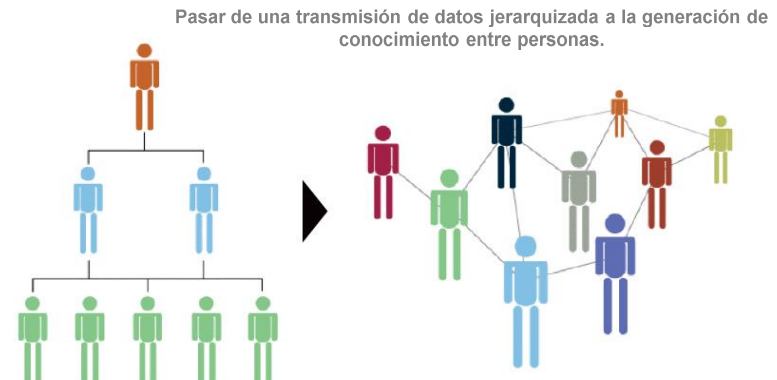 Pasar de una transmisión de datos jerarquizada a la generación de
conocimiento entre personas.